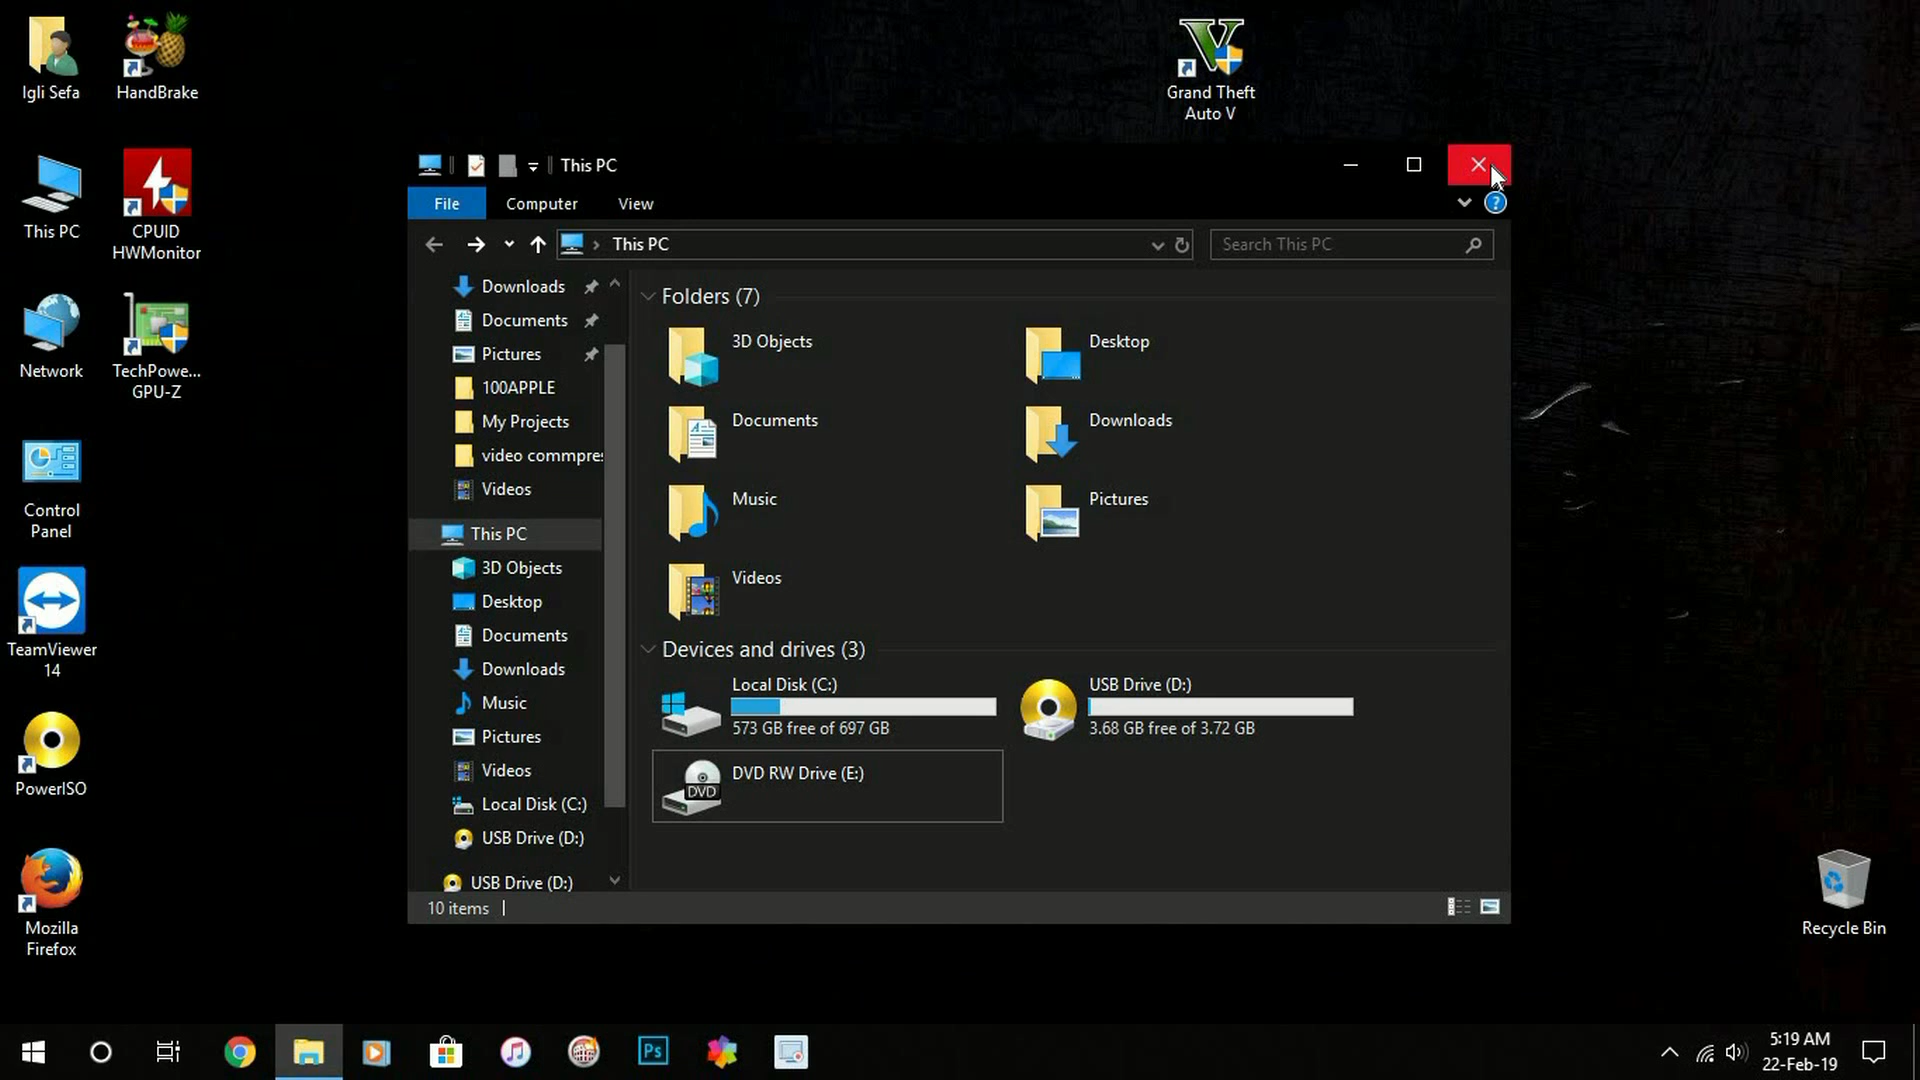 Igli Sefa
HandBrake
Grand Theft
Auto V
This PC
CPUID
HWMonitor
Network
TechPowe...
GPU-Z
Control
Panel
TeamViewer
14
PowerISO
Mozilla
Firefox
Recycle Bin
This PC
File
Computer
View
?
This PC
Search This PC
Downloads
Documents
Pictures
100APPLE
My Projects
video commpres
Videos
This PC
3D Objects
Desktop
Documents
Downloads
Music
Pictures
Videos
Local Disk (C:)
USB Drive (D:)
USB Drive (D:)
Folders (7)
3D Objects
Desktop
Documents
Downloads
Music
Pictures
Videos
Devices and drives (3)
Local Disk (C:)
573 GB free of 697 GB
USB Drive (D:)
3.68 GB free of 3.72 GB
DVD
DVD RW Drive (E:)
10 items
Ps
5:19 AM
22-Feb-19